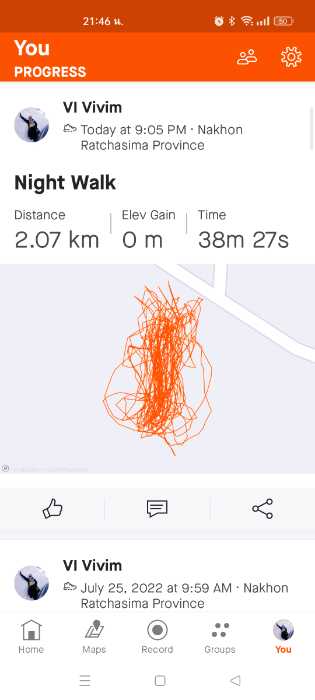 21:46 น.
80
You
PROGRESS
VI Vivim
Today at 9:05 PM · Nakhon
Ratchasima Province
Night Walk
Distance
Elev Gain
Time
2.07 km
0 m
38m 27s
VI Vivim
July 25, 2022 at 9:59 AM · Nakhon
Ratchasima Province
Home
Maps
Record
Groups
You